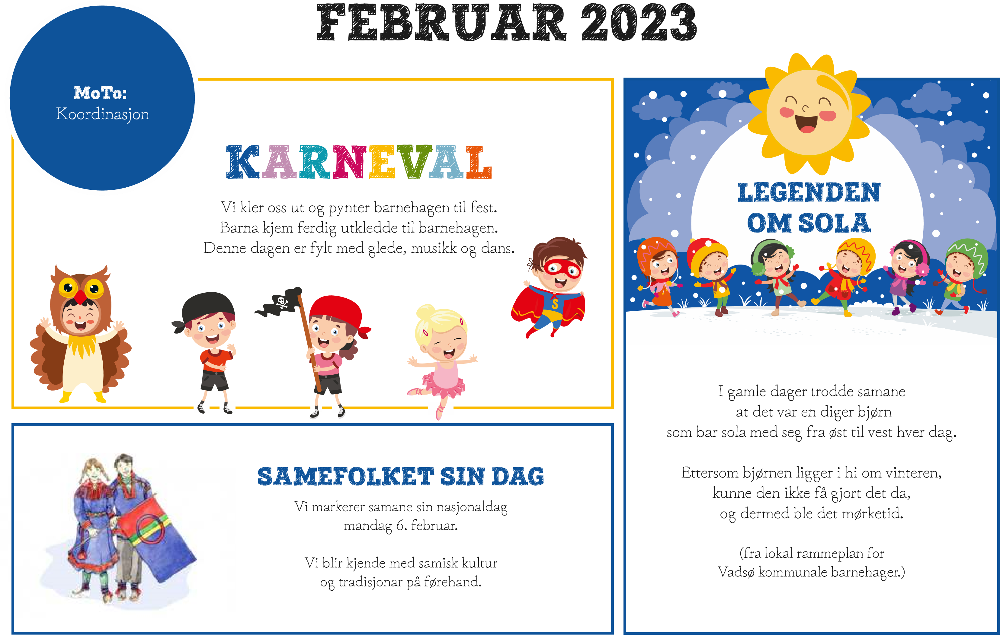 FEBRUAR 2023
MoTo:
Koordinasjon
KARNEVAL
Vi kler oss ut og pynter barnehagen til fest.
Barna kjem ferdig utkledde til barnehagen.
Denne dagen er fylt med glede, musikk og dans.
S
SAMEFOLKET SIN DAG
Vi markerer samane sin nasjonaldag
mandag 6. februar.
Vi blir kjende med samisk kultur
og tradisjonar på førehand.
LEGENDEN
OM SOLA
I gamle dager trodde samane
at det var en diger bjørn
som bar sola med seg fra øst til vest hver dag.
Ettersom bjørnen ligger i hi om vinteren,
kunne den ikke få gjort det da,
og dermed ble det mørketid.
(fra lokal rammeplan for
Vadsø kommunale barnehager.)